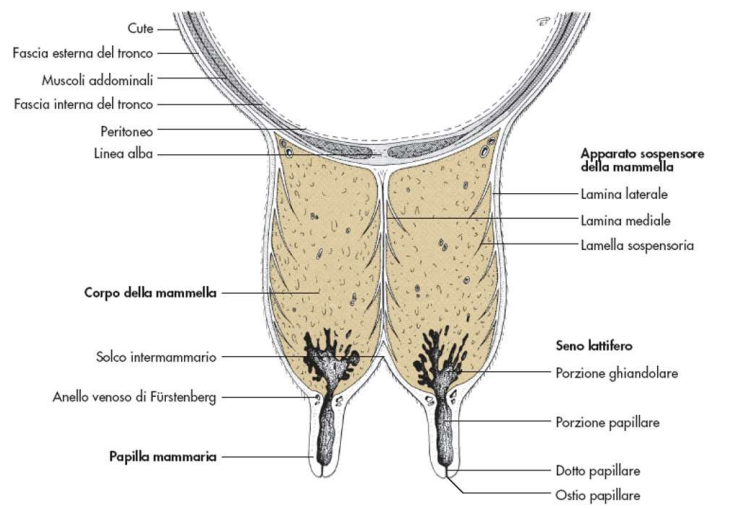 Cute
Fascia esterna del tronco
Muscoli addominali
Fascia interna del tronco
Peritoneo
Linea alba
Corpo della mammella
Solco intermammario
Anello venoso di Fürstenberg
Papilla mammaria
Apparato sospensore
della mammella
Lamina laterale
Lamina mediale
Lamella sospensoria
Seno lattifero
Porzione ghiandolare
Porzione papillare
Dotto papillare
Ostio papillare